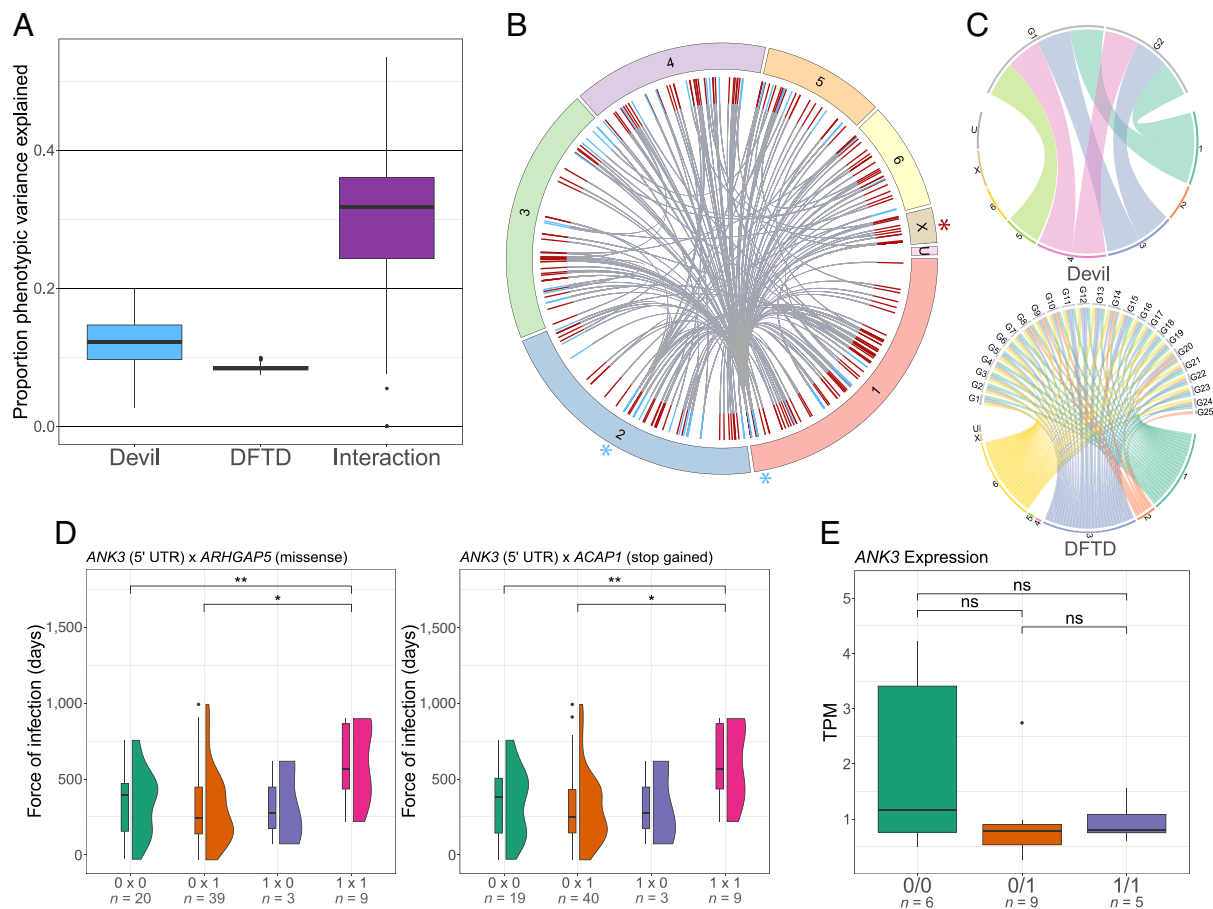 A
Proportion phenotypic variance explained
0.4
0.2
0.0
Devil
DFTD
Interaction
B
4
5
6
X
*
U
1
*
2
*
3
C
G1
G2
U
X
6
5
4
3
2
1
Devil
G1
G2
G3
G4
G5
G6
G7
G8
G9
G10
G11
G12
G13
G14
G15
G16
G17
G18
G19
G20
G21
G22
G23
G24
G25
U
X
6
5
4
3
2
1
DFTD
D
ANK3 (5' UTR) x ARHGAP5 (missense)
**
*
Force of infection (days)
1,500
1,000
500
0
0 x 0
0 x 1
1 x 0
1 x 1
n = 20
n = 39
n = 3
n = 9
ANK3 (5' UTR) x ACAP1 (stop gained)
**
*
Force of infection (days)
1,500
1,000
500
0
0 x 0
0 x 1
1 x 0
1 x 1
n = 19
n = 40
n = 3
n = 9
E
ANK3 Expression
ns
ns
ns
TPM
5
4
3
2
1
0/0
0/1
1/1
n = 6
n = 9
n = 5